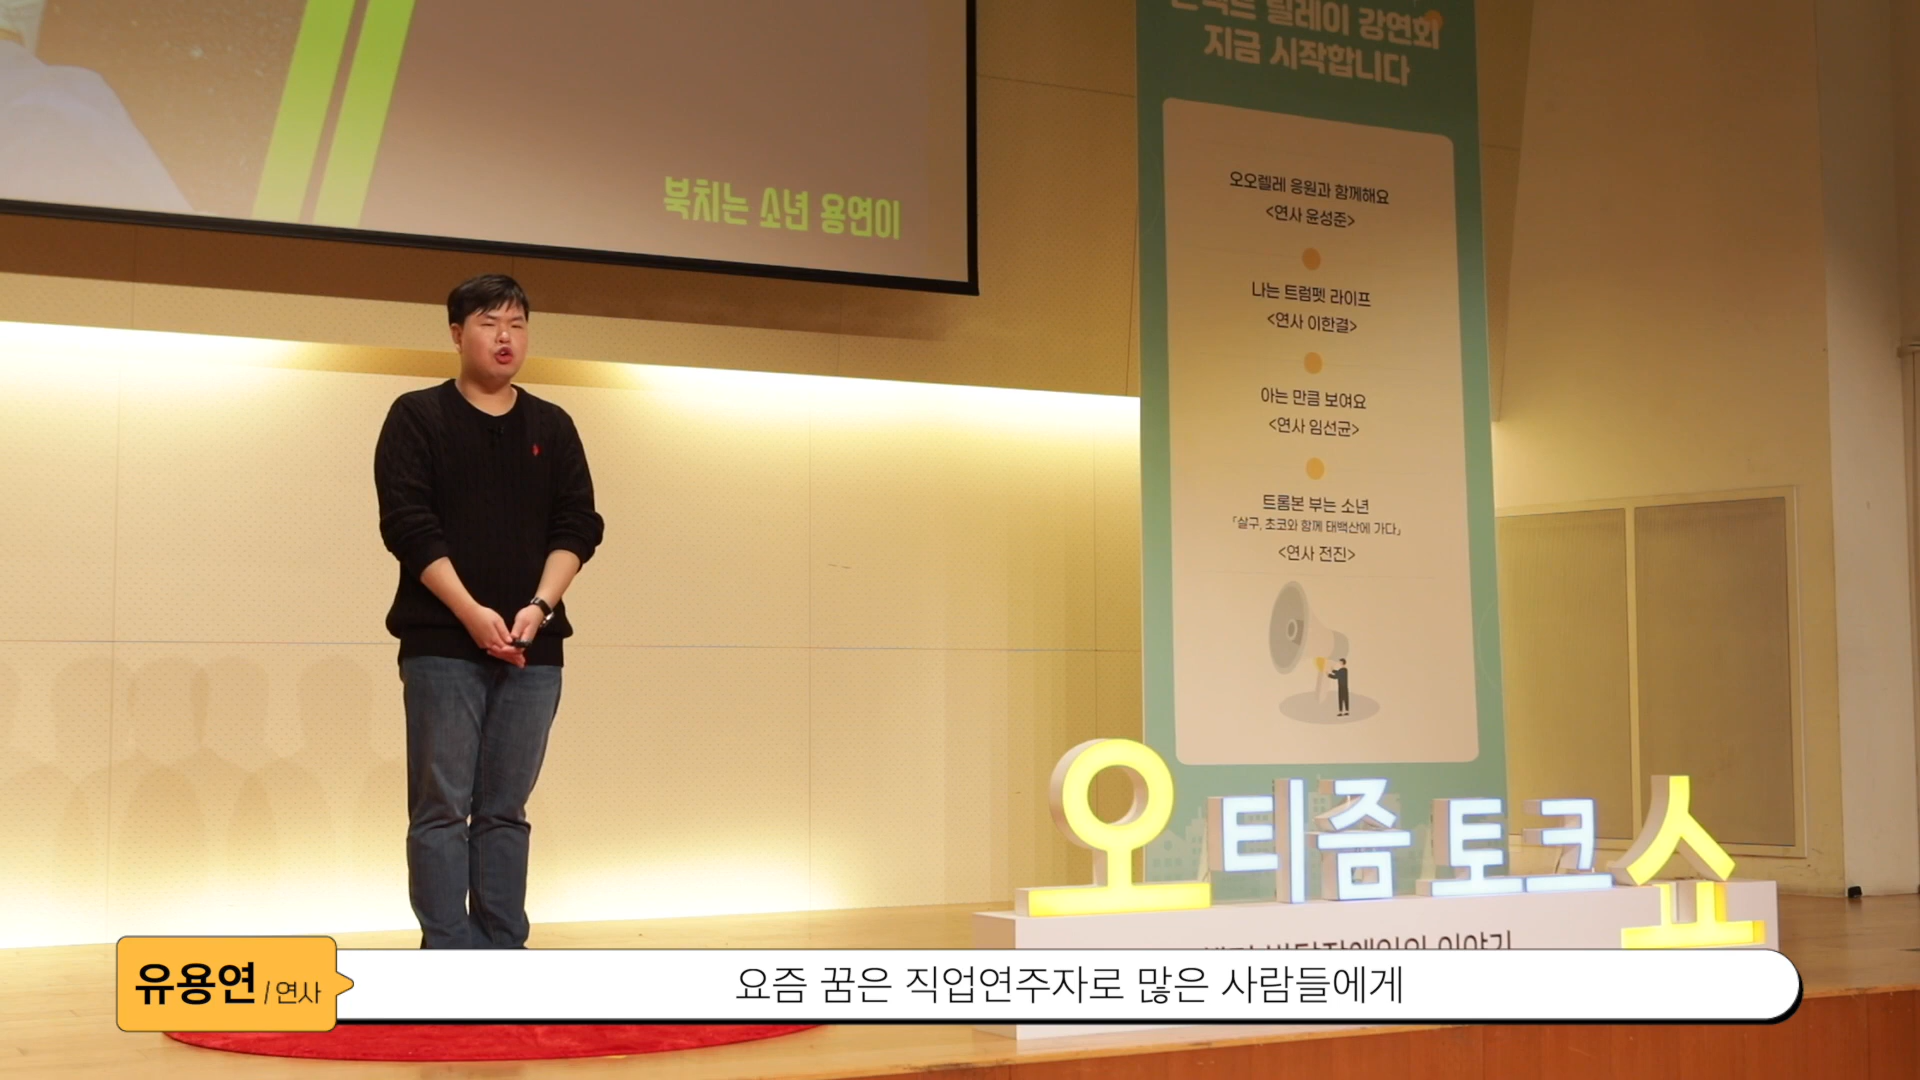 릴레이 강연회
지금 시작합니다
북치는 소년 용연이
오오렐레 응원과 함께해요
<연사 윤성준>
나는 트럼펫 라이프
<연사 이한결>
아는 만큼 보여요
<연사 임선균>
트롬본 부는 소년
「살구, 초코와 함께 태백산에 가다」
<연사 전진>
오티즘 토크쇼
유용연 / 연사
요즘 꿈은 직업연주자로 많은 사람들에게